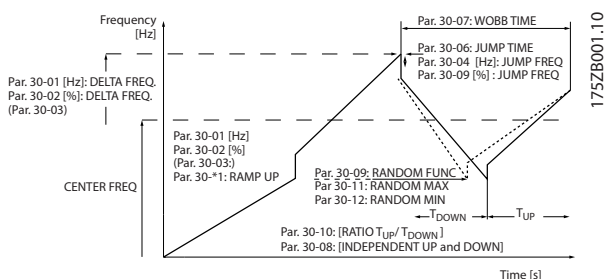 Frequency
[Hz]
Par. 30-07: WOBB TIME
Par. 30-06: JUMP TIME
Par. 30-04 [Hz]: JUMP FREQ
Par. 30-09 [%] : JUMP FREQ
175ZB001.10
Par. 30-01 [Hz]: DELTA FREQ.
Par. 30-02 [%]: DELTA FREQ.
(Par. 30-03)
Par. 30-01 [Hz]
Par. 30-02 [%]
(Par. 30-03:)
Par. 30-*1: RAMP UP
CENTER FREQ
Par. 30-09: RANDOM FUNC
Par 30-11: RANDOM MAX
Par 30-12: RANDOM MIN
TDOWN
TUP
Par. 30-10: [RATIO TUP/ TDOWN ]
Par. 30-08: [INDEPENDENT UP and DOWN]
Time [s]